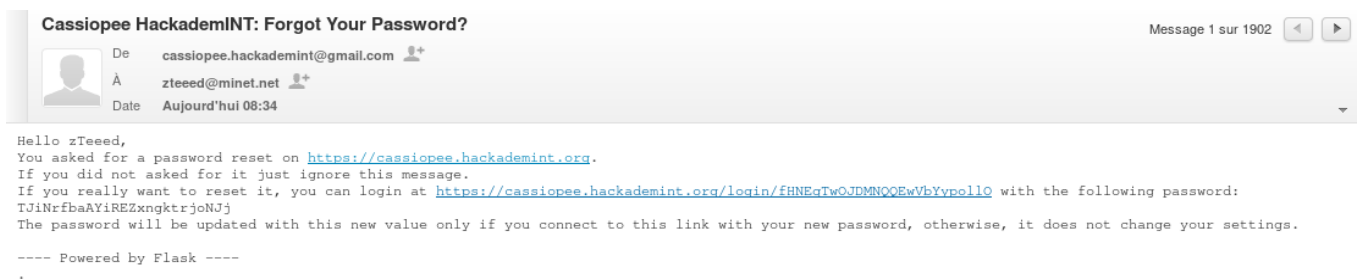 Cassiopee HackademINT: Forgot Your Password?
Message 1 sur 1902
De cassiopee.hackademint@gmail.com
À zteeed@minet.net
Date Aujourd'hui 08:34
Hello zTeeed,
You asked for a password reset on https://cassiopee.hackademint.org.
If you did not asked for it just ignore this message.
If you really want to reset it, you can login at https://cassiopee.hackademint.org/login/fHNEgTwOJDMNQQEwVbYypollO with the following password:
TJiNrfbaAYiREZxngktrjoNJj
The password will be updated with this new value only if you connect to this link with your new password, otherwise, it does not change your settings.
---- Powered by Flask ----
.